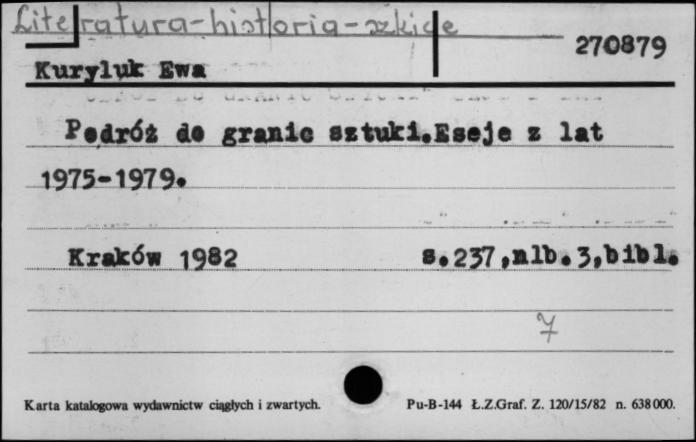 Literatura-historia-szkice
270879
Kuryluk Ewa
Podróż do granic sztuki.Eseje z lat
1975-1979.
Kraków 1982 s.237,nlb.3,bibl.
7
Karta katalogowa wydawnictw ciągłych i zwartych. Pu-B-144 Ł.Z.Graf. Z. 120/15/82 n. 638000.